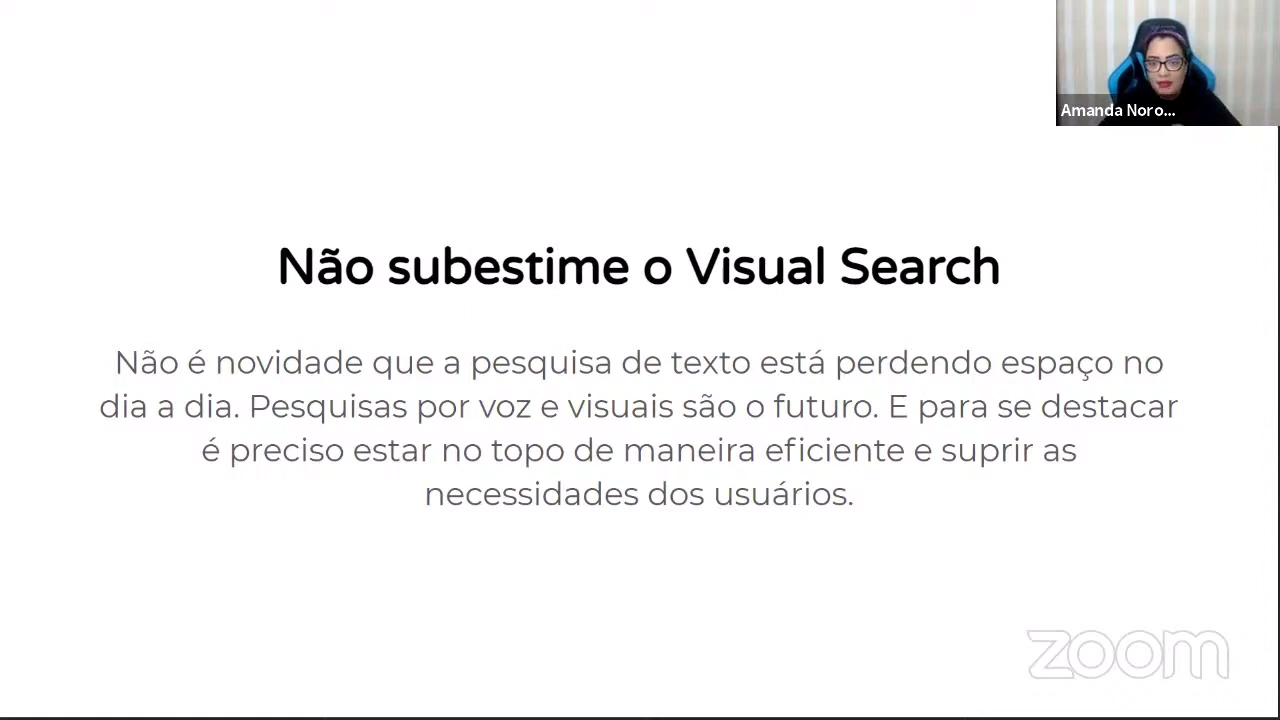 Amanda Noro...
Não subestime o Visual Search
Não é novidade que a pesquisa de texto está perdendo espaço no
dia a dia. Pesquisas por voz e visuais são o futuro. E para se destacar
é preciso estar no topo de maneira eficiente e suprir as
necessidades dos usuários.
zoom